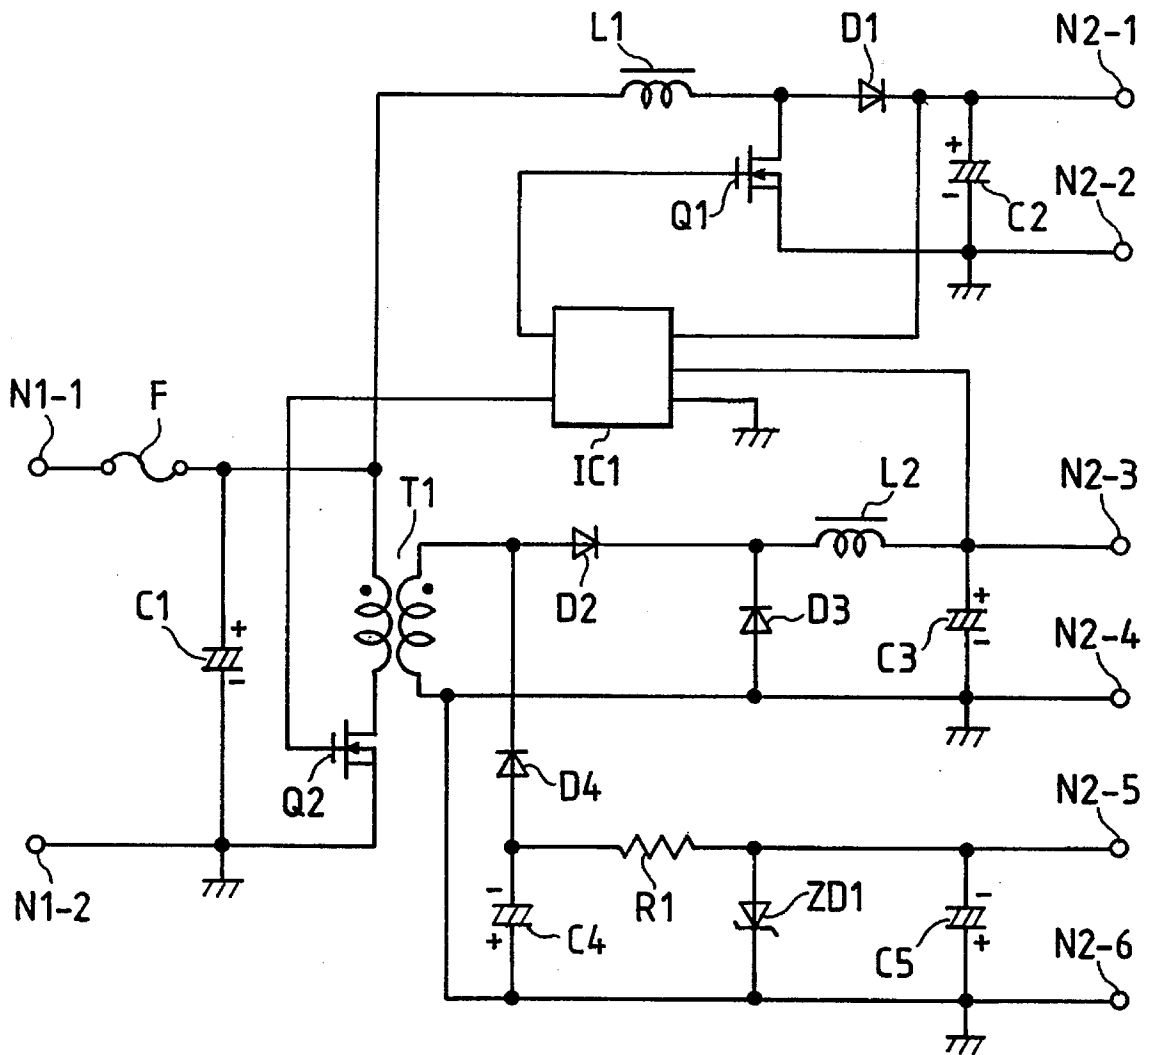 L1
D1
N2-1
+
Q1
-
C2
N2-2
N1-1
F
IC1
T1
L2
N2-3
C1
+
-
D2
D3
+
C3
-
N2-4
Q2
D4
N2-5
N1-2
R1
ZD1
-
+
C4
-
C5
+
N2-6